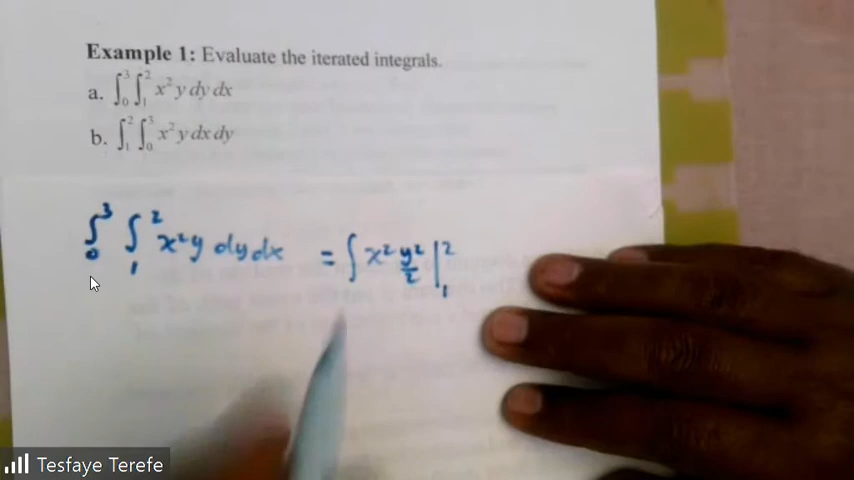 Example 1: Evaluate the iterated integrals.
a. ∫₀³ ∫₁² x² y dy dx
b. ∫₁² ∫₀³ x² y dx dy
∫₀³ ∫₁² x²y dy dx = ∫ x² y²/2 |₁²
Tesfaye Terefe